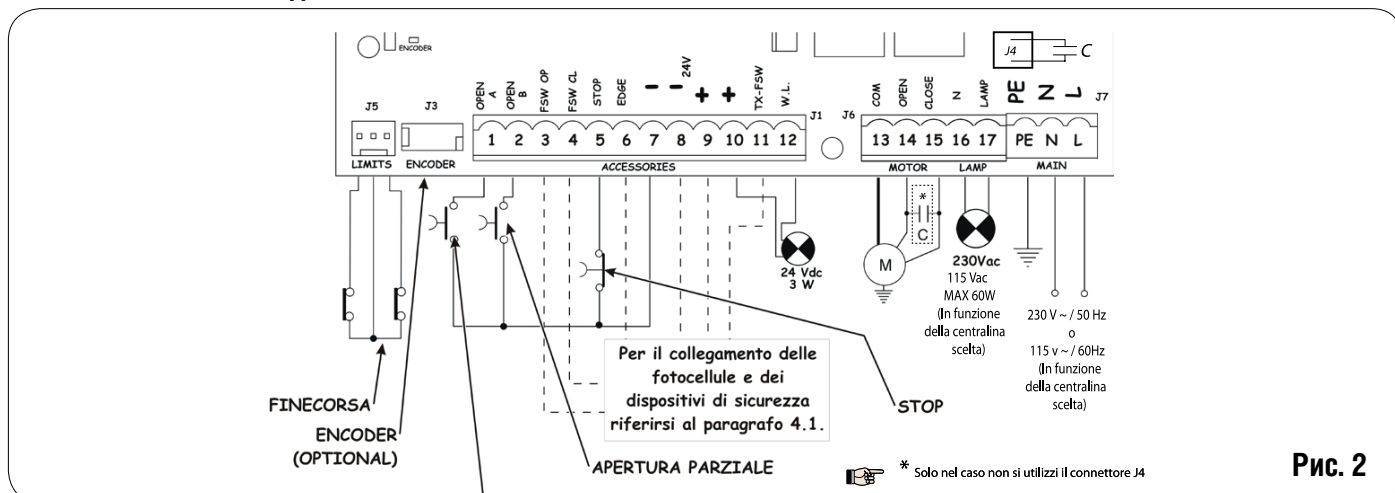 ENCODER
J4
C
J5
J3
OPEN A
OPEN B
FSW OP
FSW CL
STOP
EDGE
-
-
24V
+
+
TX-FSW
W.L.
J1
J6
COM
OPEN
CLOSE
N
LAMP
PE
N
L
J7
1 2 3 4 5 6 7 8 9 10 11 12
13 14 15 16 17
PE N L
LIMITS
ENCODER
ACCESSORIES
MOTOR
LAMP
MAIN
*
C
M
24 Vdc
3 W
230Vac
115 Vac
MAX 60W
(In funzione
della centralina
scelta)
230 V ~ / 50 Hz
o
115 v ~ / 60Hz
(In funzione
della centralina
scelta)
Per il collegamento delle
fotocellule e dei
dispositivi di sicurezza
riferirsi al paragrafo 4.1.
FINECORSA
ENCODER
(OPTIONAL)
APERTURA PARZIALE
STOP
* Solo nel caso non si utilizzi il connettore J4
Рис. 2